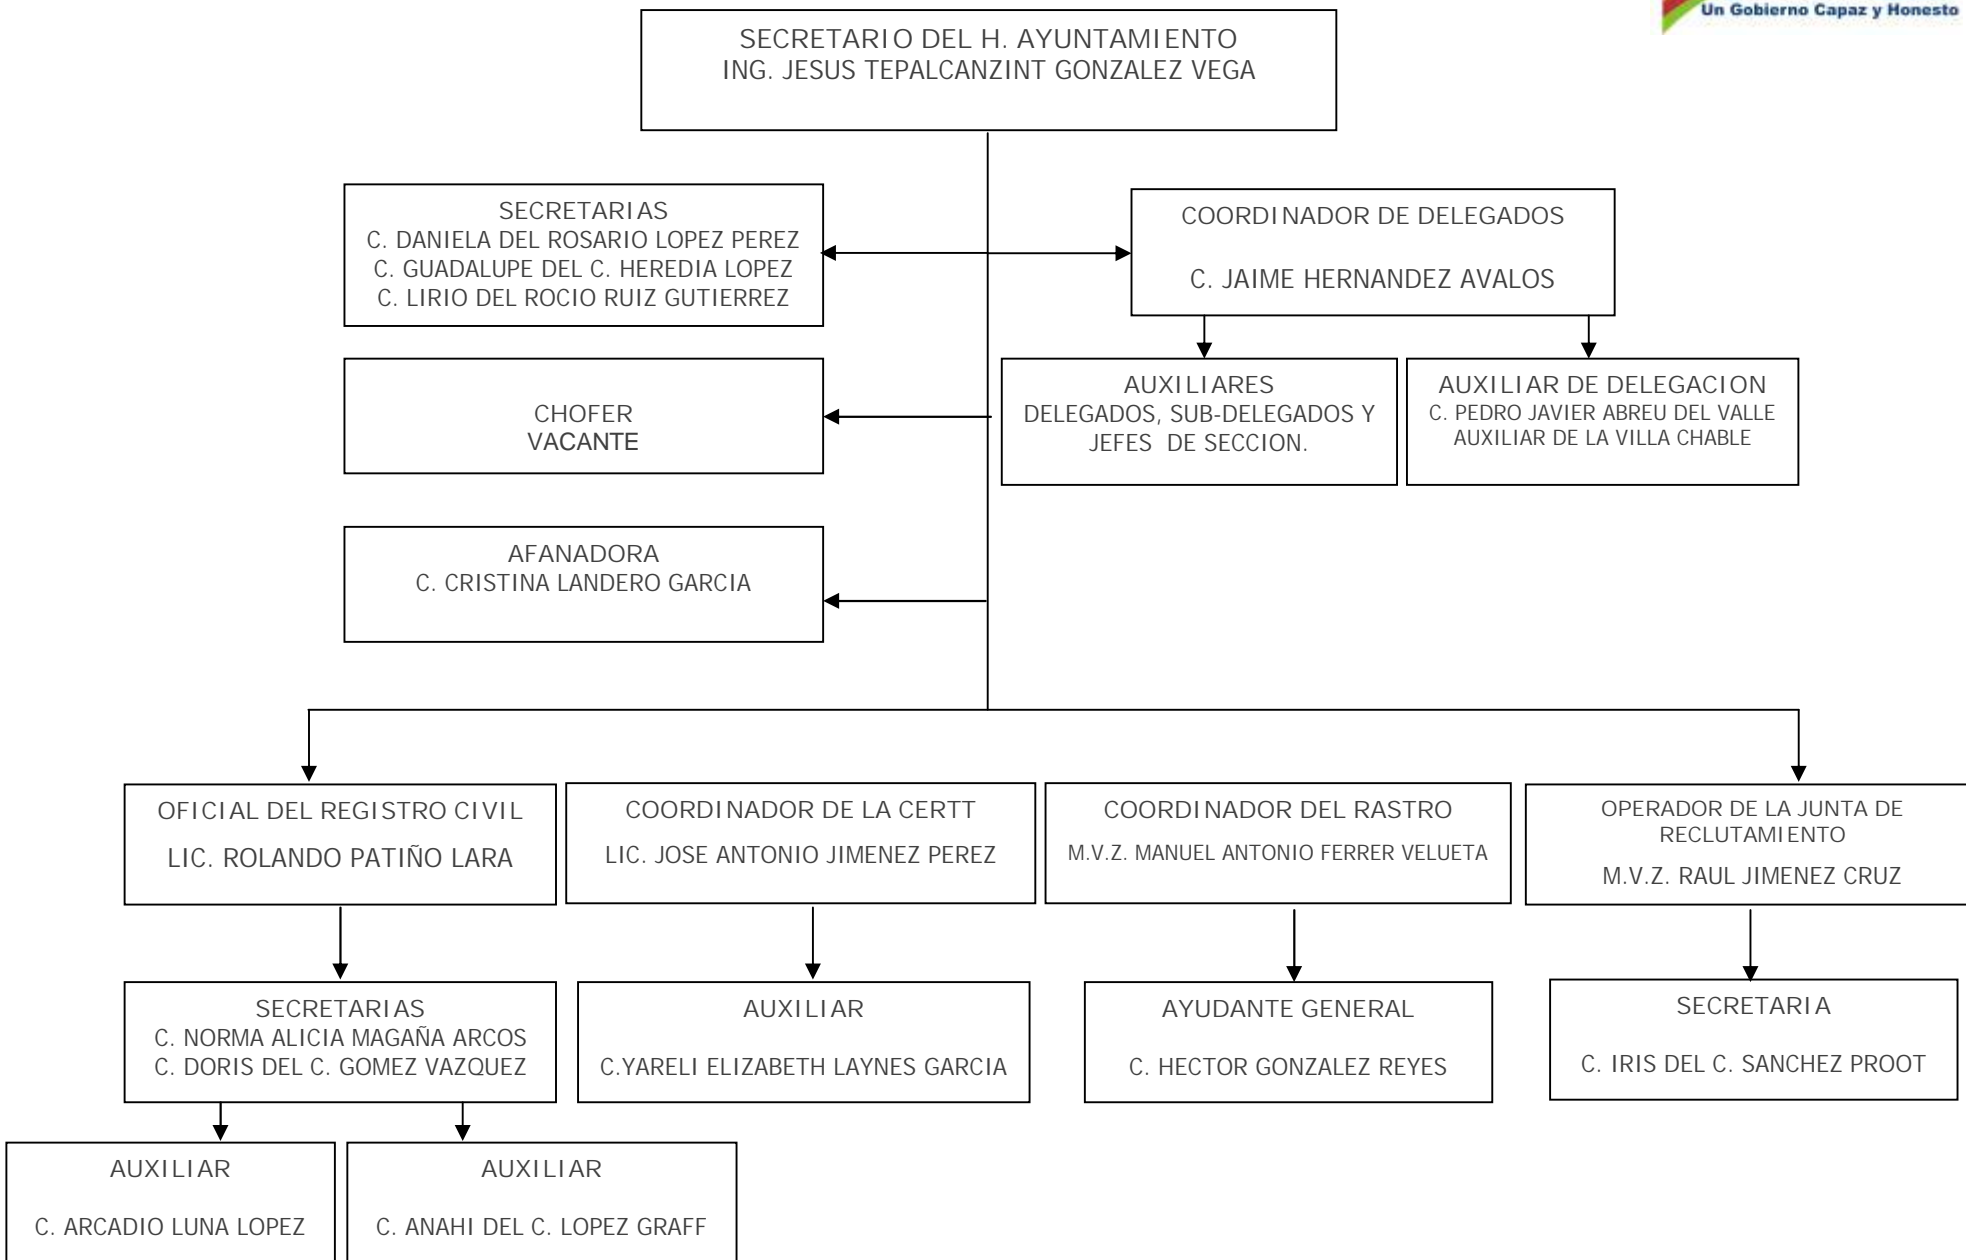 Un Gobierno Capaz y Honesto
SECRETARIO DEL H. AYUNTAMIENTO
ING. JESUS TEPALCANZINT GONZALEZ VEGA
SECRETARIAS
C. DANIELA DEL ROSARIO LOPEZ PEREZ
C. GUADALUPE DEL C. HEREDIA LOPEZ
C. LIRIO DEL ROCIO RUIZ GUTIERREZ
COORDINADOR DE DELEGADOS
C. JAIME HERNANDEZ AVALOS
CHOFER
VACANTE
AUXILIARES
DELEGADOS, SUB-DELEGADOS Y
JEFES DE SECCION.
AUXILIAR DE DELEGACION
C. PEDRO JAVIER ABREU DEL VALLE
AUXILIAR DE LA VILLA CHABLE
AFANADORA
C. CRISTINA LANDERO GARCIA
OFICIAL DEL REGISTRO CIVIL
LIC. ROLANDO PATIÑO LARA
COORDINADOR DE LA CERTT
LIC. JOSE ANTONIO JIMENEZ PEREZ
COORDINADOR DEL RASTRO
M.V.Z. MANUEL ANTONIO FERRER VELUETA
OPERADOR DE LA JUNTA DE
RECLUTAMIENTO
M.V.Z. RAUL JIMENEZ CRUZ
SECRETARIAS
C. NORMA ALICIA MAGAÑA ARCOS
C. DORIS DEL C. GOMEZ VAZQUEZ
AUXILIAR
C.YARELI ELIZABETH LAYNES GARCIA
AYUDANTE GENERAL
C. HECTOR GONZALEZ REYES
SECRETARIA
C. IRIS DEL C. SANCHEZ PROOT
AUXILIAR
C. ARCADIO LUNA LOPEZ
AUXILIAR
C. ANAHI DEL C. LOPEZ GRAFF